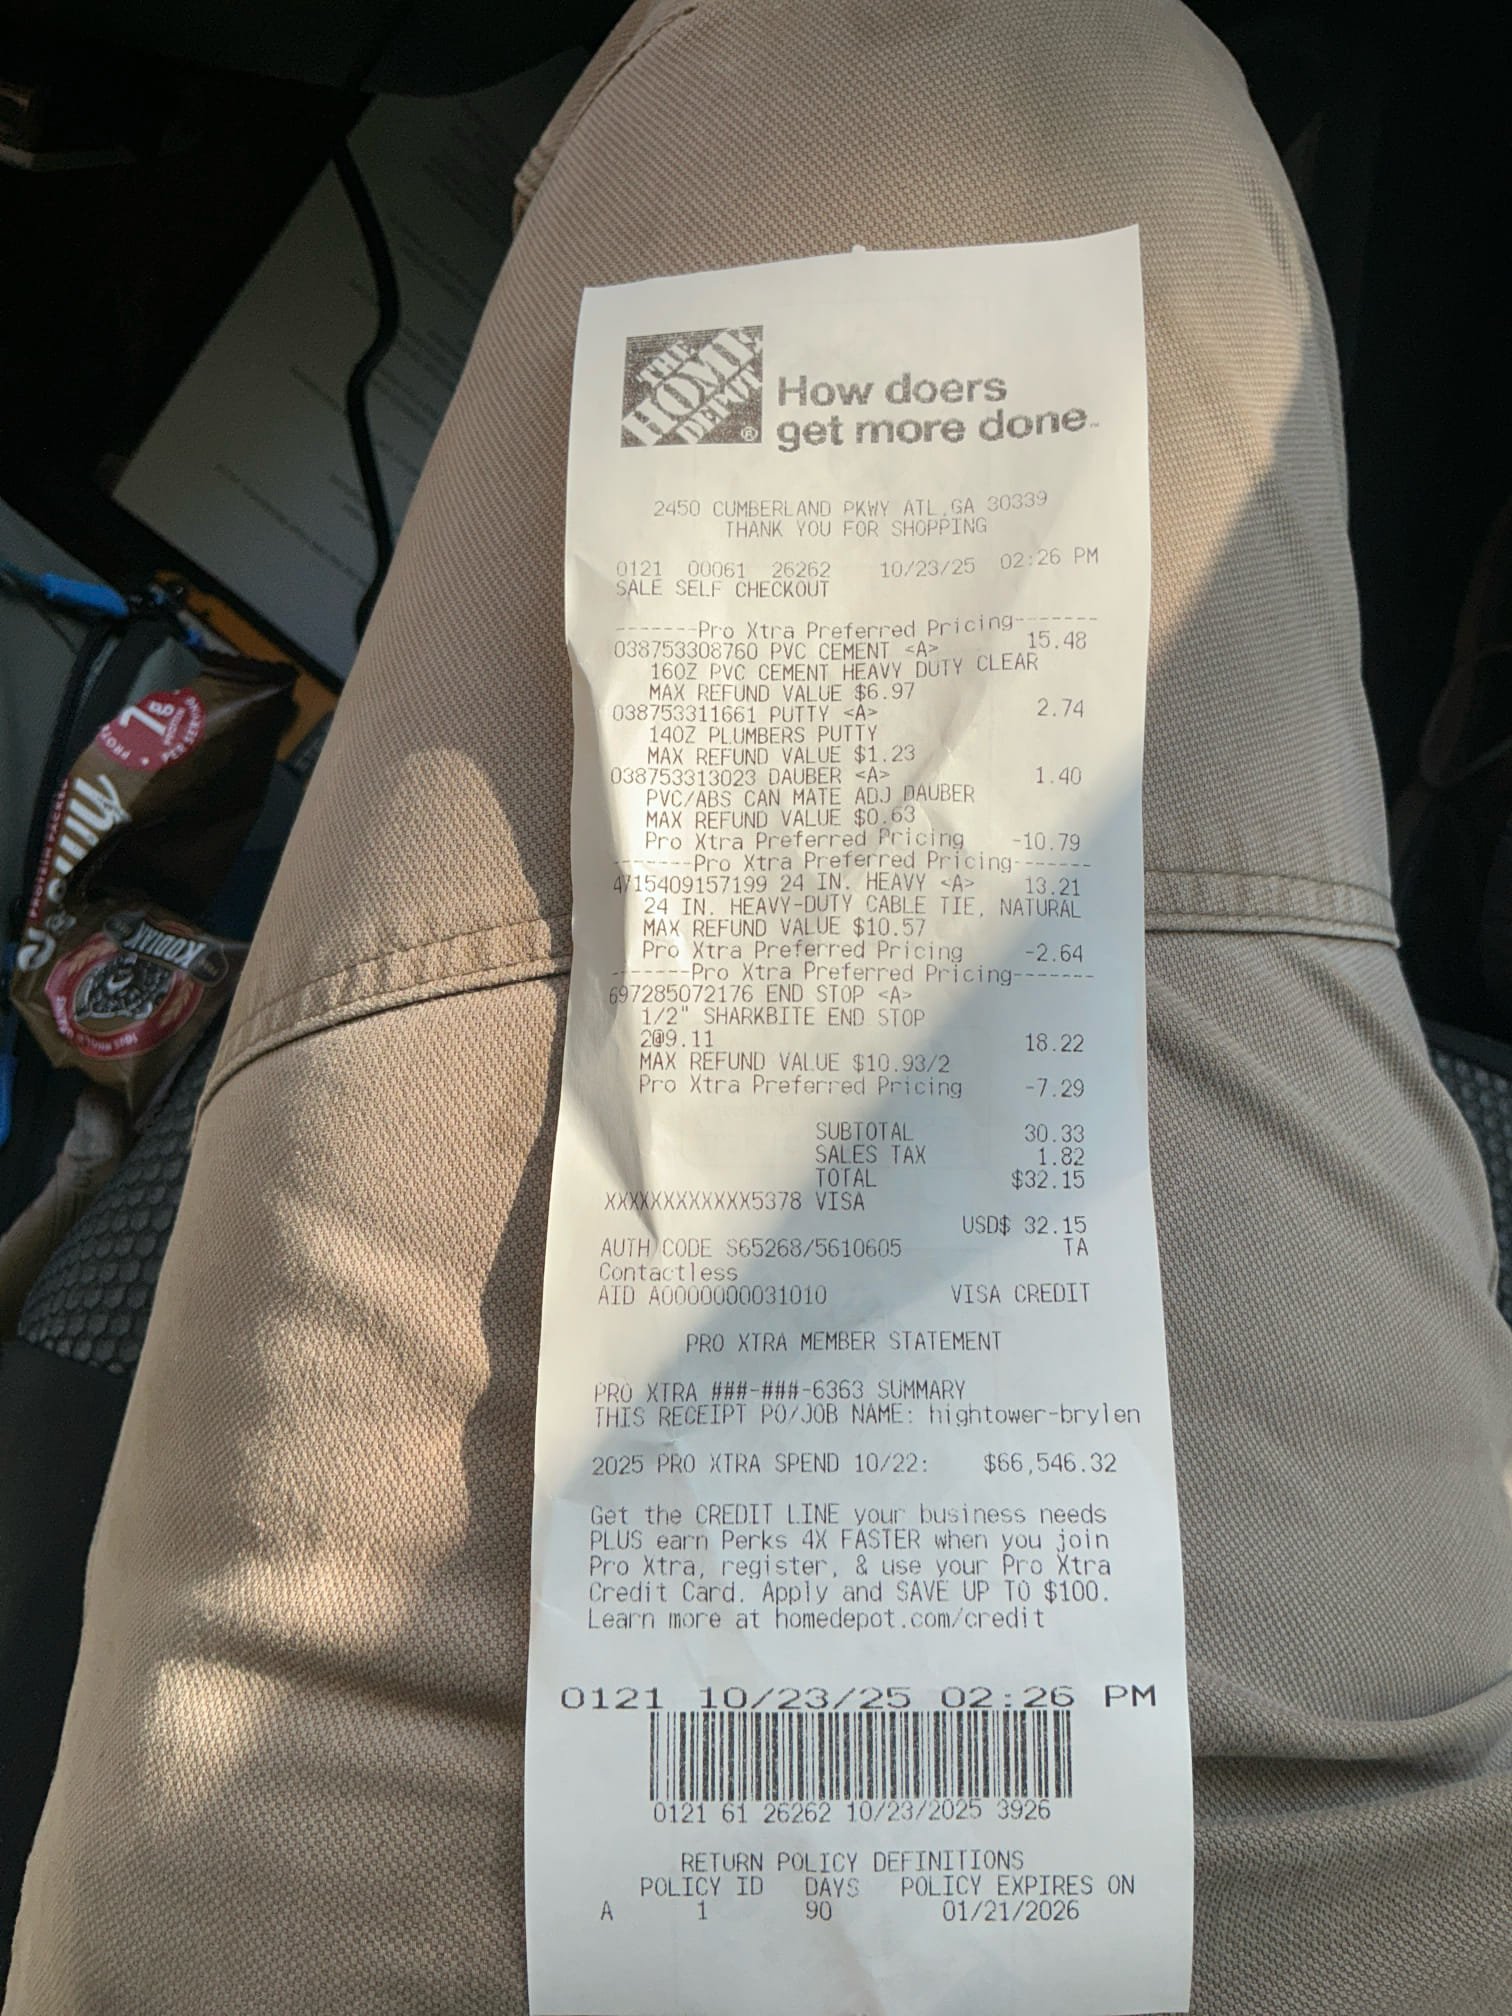 THE
HOME
DEPOT
®
How doers
get more done.™
2450 CUMBERLAND PKWY ATL,GA 30339
THANK YOU FOR SHOPPING
0121 00061 26262 10/23/25 02:26 PM
SALE SELF CHECKOUT
-------Pro Xtra Preferred Pricing-------
038753308760 PVC CEMENT <A> 15.48
16OZ PVC CEMENT HEAVY DUTY CLEAR
MAX REFUND VALUE $6.97
038753311661 PUTTY <A> 2.74
14OZ PLUMBERS PUTTY
MAX REFUND VALUE $1.23
038753313023 DAUBER <A> 1.40
PVC/ABS CAN MATE ADJ DAUBER
MAX REFUND VALUE $0.63
Pro Xtra Preferred Pricing -10.79
-------Pro Xtra Preferred Pricing-------
4715409157199 24 IN. HEAVY <A> 13.21
24 IN. HEAVY-DUTY CABLE TIE, NATURAL
MAX REFUND VALUE $10.57
Pro Xtra Preferred Pricing -2.64
-------Pro Xtra Preferred Pricing-------
697285072176 END STOP <A>
1/2" SHARKBITE END STOP
2@9.11 18.22
MAX REFUND VALUE $10.93/2
Pro Xtra Preferred Pricing -7.29
SUBTOTAL 30.33
SALES TAX 1.82
TOTAL $32.15
XXXXXXXXXXXX5378 VISA
USD$ 32.15
AUTH CODE S65268/5610605 TA
Contactless
AID A0000000031010 VISA CREDIT
PRO XTRA MEMBER STATEMENT
PRO XTRA ###-###-6363 SUMMARY
THIS RECEIPT PO/JOB NAME: hightower-brylen
2025 PRO XTRA SPEND 10/22: $66,546.32
Get the CREDIT LINE your business needs
PLUS earn Perks 4X FASTER when you join
Pro Xtra, register, & use your Pro Xtra
Credit Card. Apply and SAVE UP TO $100.
Learn more at homedepot.com/credit
0121 10/23/25 02:26 PM
0121 61 26262 10/23/2025 3926
RETURN POLICY DEFINITIONS
POLICY ID DAYS POLICY EXPIRES ON
A 1 90 01/21/2026
7
PER SERVING
PROTEIN PACKED
KODIAK